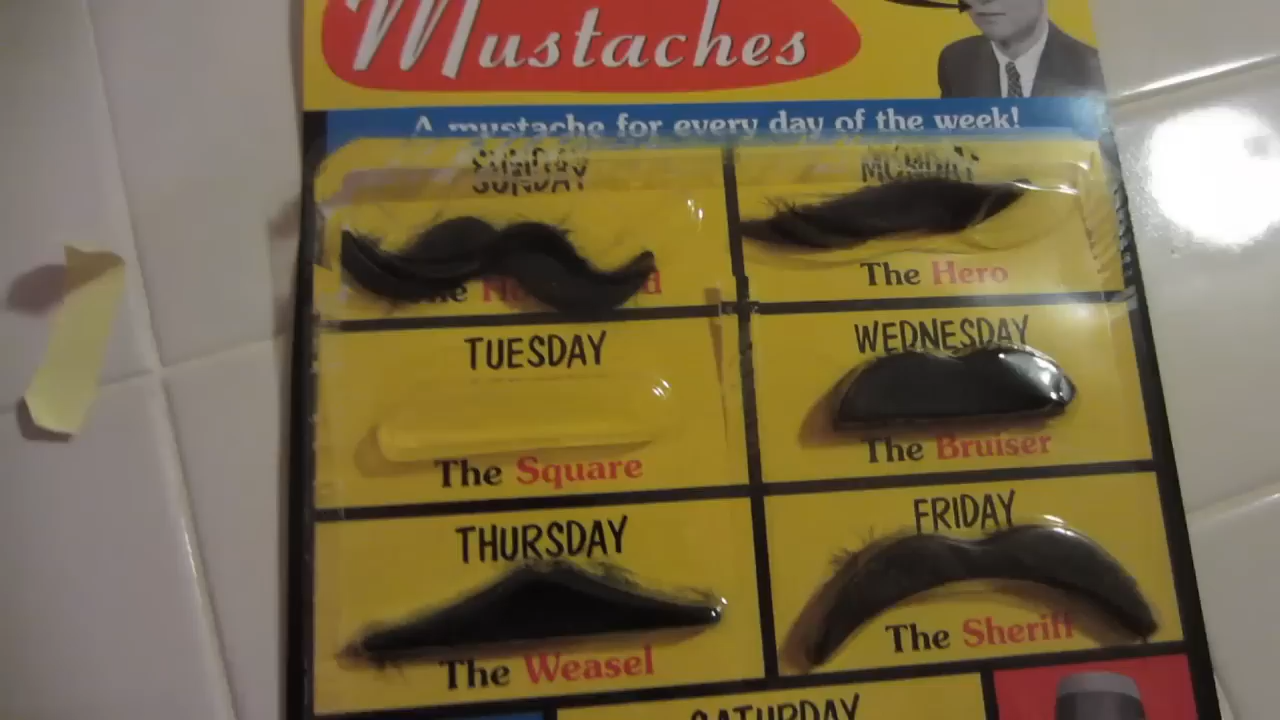 Mustaches
A mustache for every day of the week!
SUNDAY
MONDAY
The Hero
TUESDAY
The Square
WEDNESDAY
The Bruiser
THURSDAY
The Weasel
FRIDAY
The Sheriff
SATURDAY